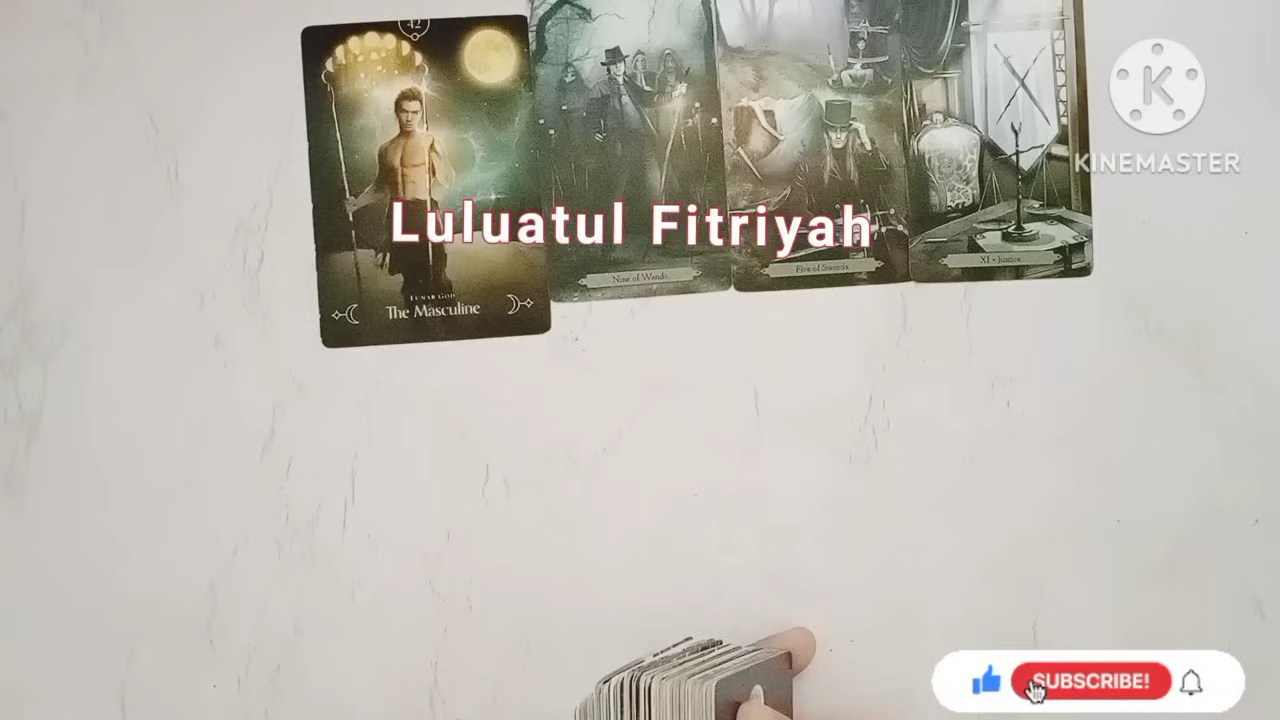 42
K
KINEMASTER
Luluatul Fitriyah
Nine of Wands
Five of Swords
XI • Justice
LUNAR GOD
The Masculine
SUBSCRIBE!